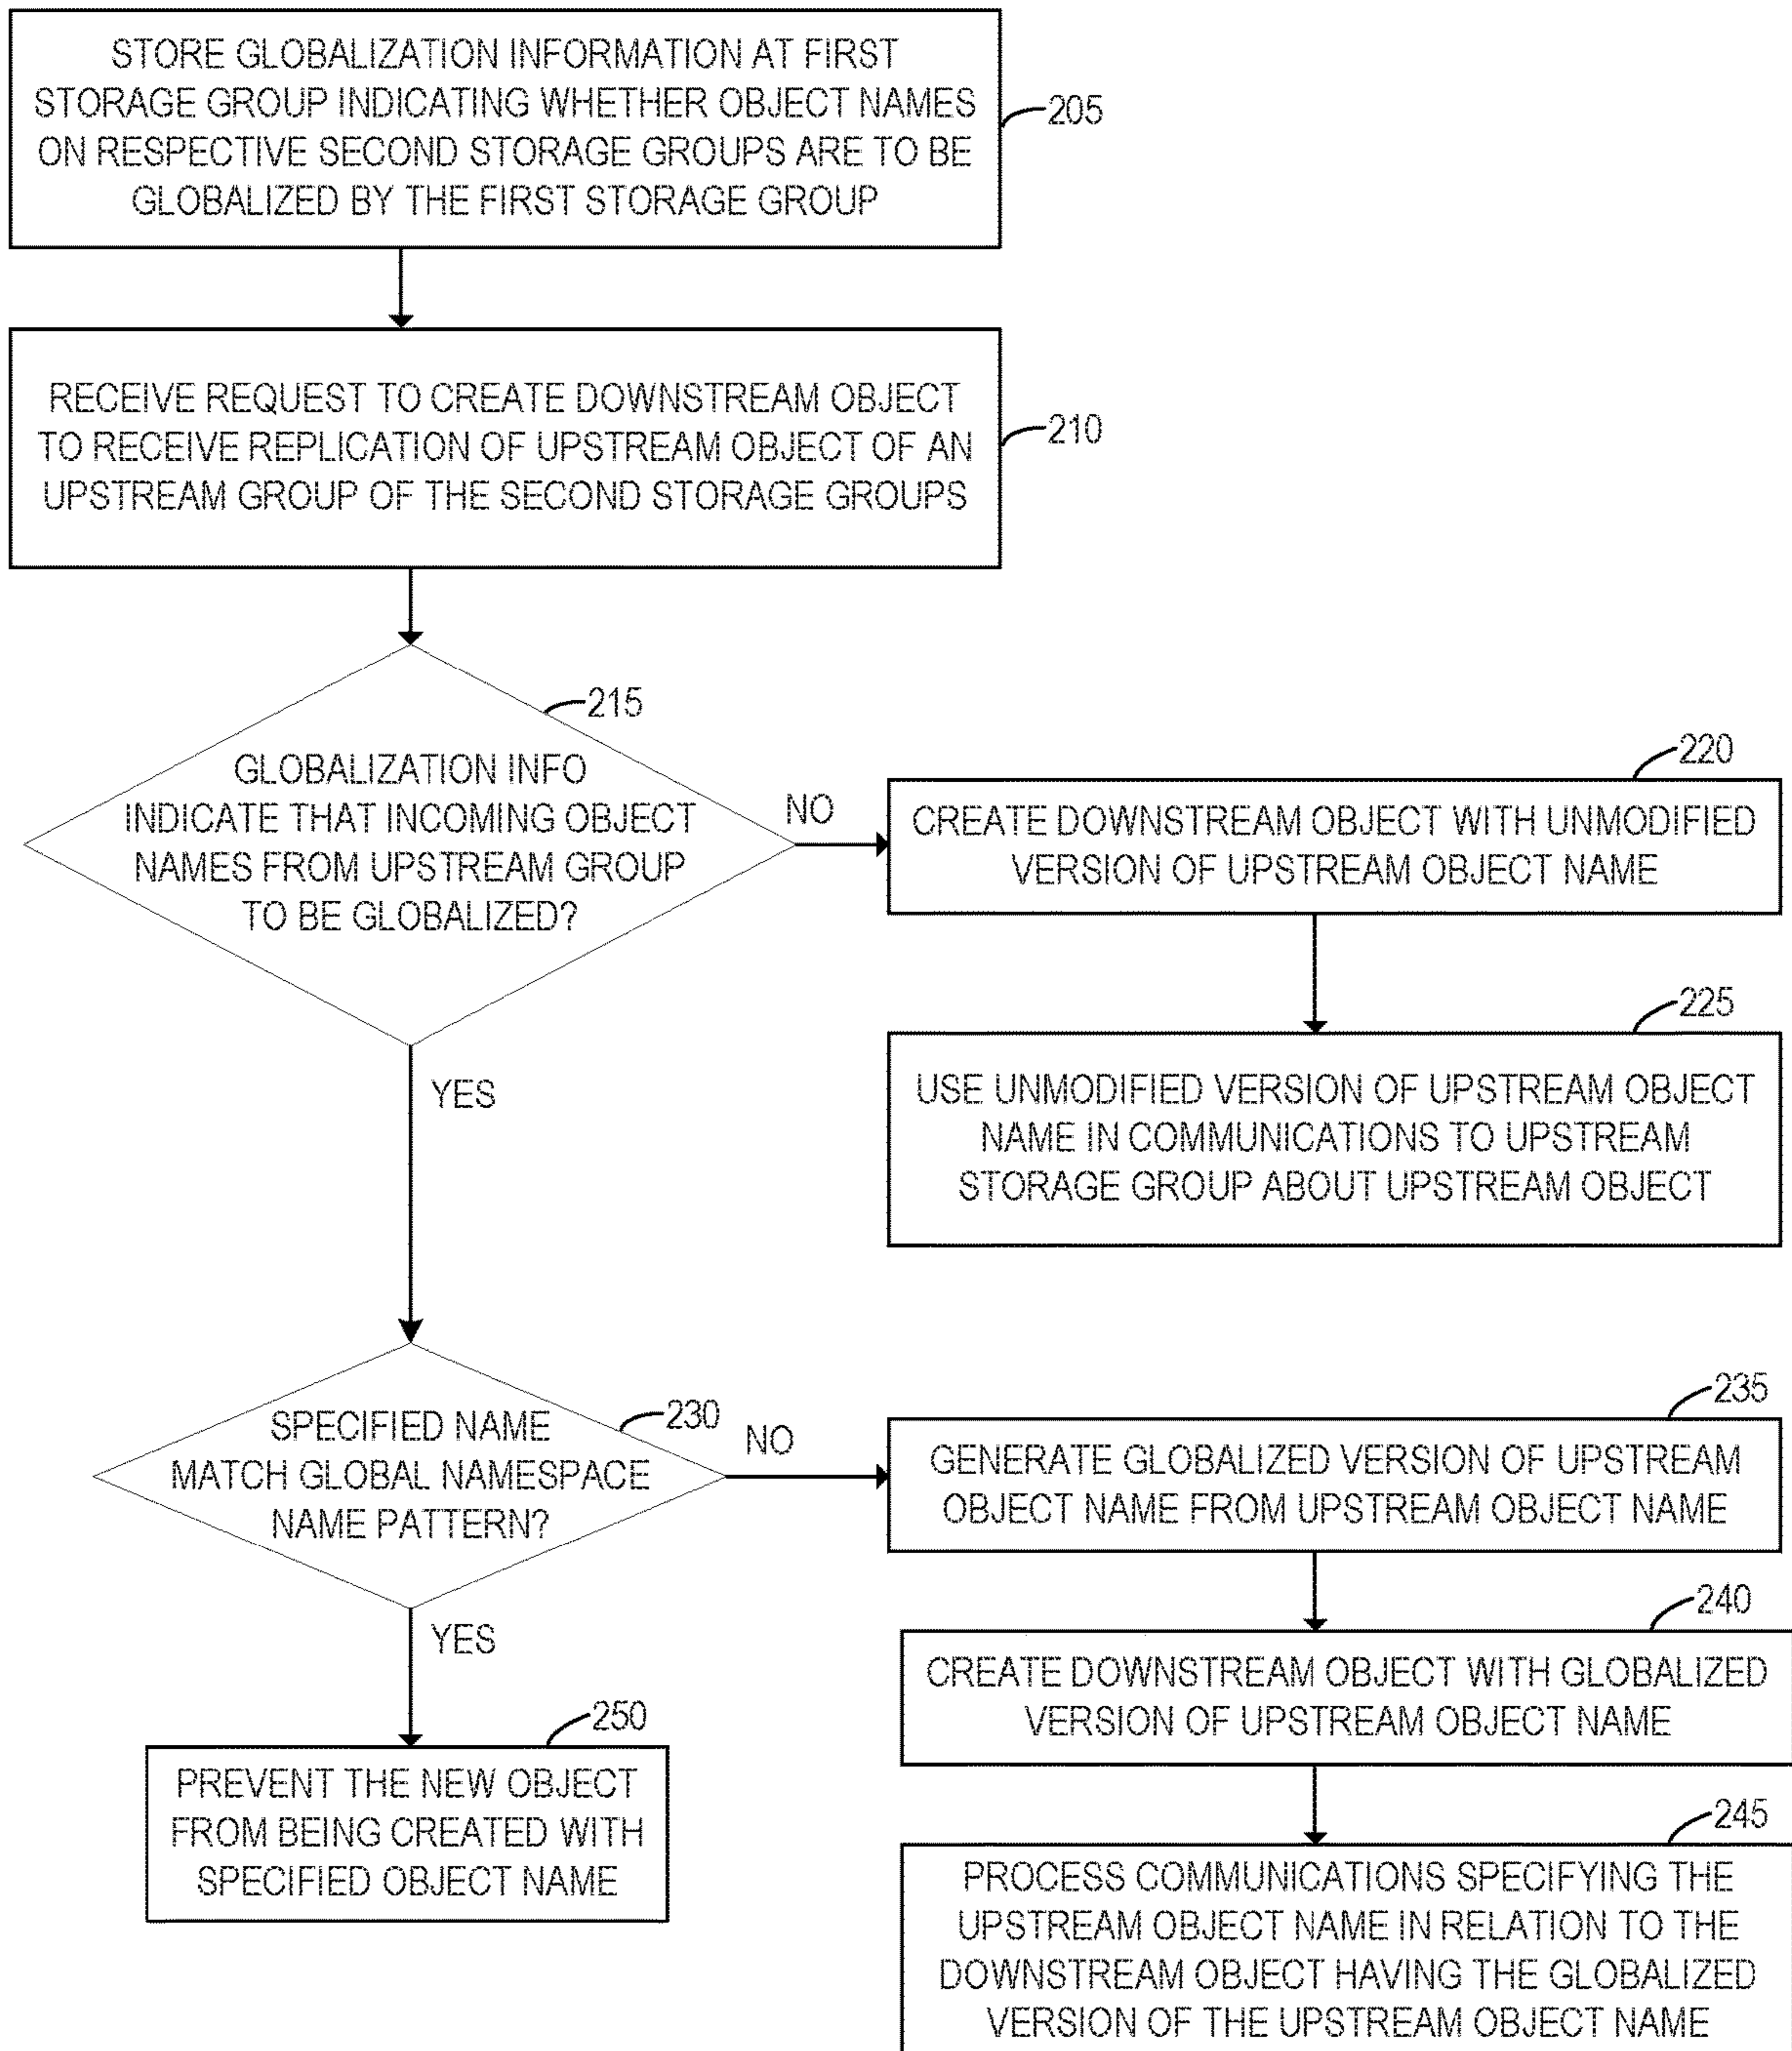 STORE GLOBALIZATION INFORMATION AT FIRST
STORAGE GROUP INDICATING WHETHER OBJECT NAMES
ON RESPECTIVE SECOND STORAGE GROUPS ARE TO BE
GLOBALIZED BY THE FIRST STORAGE GROUP
205
RECEIVE REQUEST TO CREATE DOWNSTREAM OBJECT
TO RECEIVE REPLICATION OF UPSTREAM OBJECT OF AN
UPSTREAM GROUP OF THE SECOND STORAGE GROUPS
210
215
GLOBALIZATION INFO
INDICATE THAT INCOMING OBJECT
NAMES FROM UPSTREAM GROUP
TO BE GLOBALIZED?
NO
220
CREATE DOWNSTREAM OBJECT WITH UNMODIFIED
VERSION OF UPSTREAM OBJECT NAME
225
USE UNMODIFIED VERSION OF UPSTREAM OBJECT
NAME IN COMMUNICATIONS TO UPSTREAM
STORAGE GROUP ABOUT UPSTREAM OBJECT
YES
230
SPECIFIED NAME
MATCH GLOBAL NAMESPACE
NAME PATTERN?
NO
235
GENERATE GLOBALIZED VERSION OF UPSTREAM
OBJECT NAME FROM UPSTREAM OBJECT NAME
240
CREATE DOWNSTREAM OBJECT WITH GLOBALIZED
VERSION OF UPSTREAM OBJECT NAME
245
PROCESS COMMUNICATIONS SPECIFYING THE
UPSTREAM OBJECT NAME IN RELATION TO THE
DOWNSTREAM OBJECT HAVING THE GLOBALIZED
VERSION OF THE UPSTREAM OBJECT NAME
YES
250
PREVENT THE NEW OBJECT
FROM BEING CREATED WITH
SPECIFIED OBJECT NAME